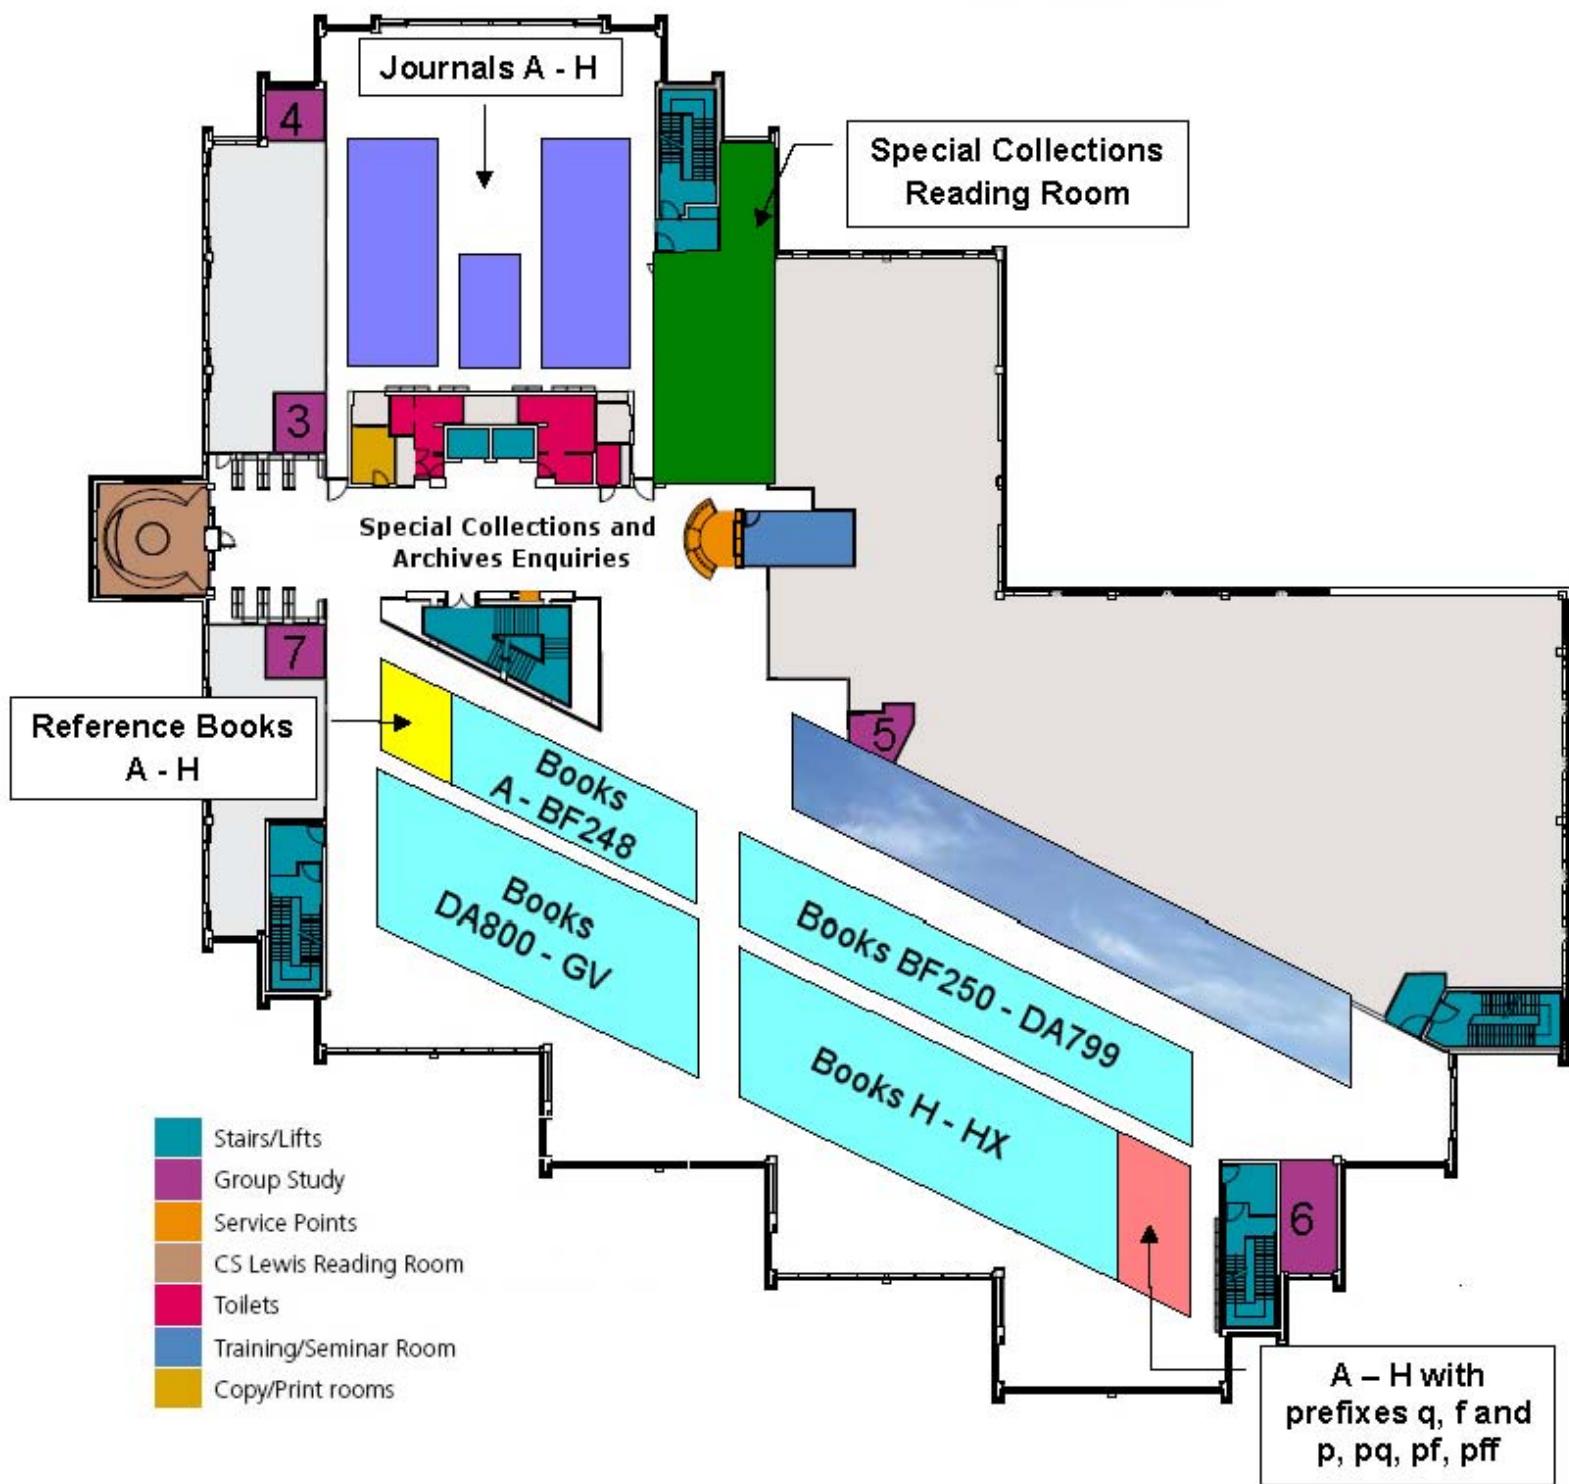 Journals A - H
4
Special Collections
Reading Room
3
Special Collections and
Archives Enquiries
7
Reference Books
A - H
5
Books
A - BF248
Books
DA800 - GV
Books BF250 - DA799
Books H - HX
6
Stairs/Lifts
Group Study
Service Points
CS Lewis Reading Room
Toilets
Training/Seminar Room
Copy/Print rooms
A – H with
prefixes q, f and
p, pq, pf, pff